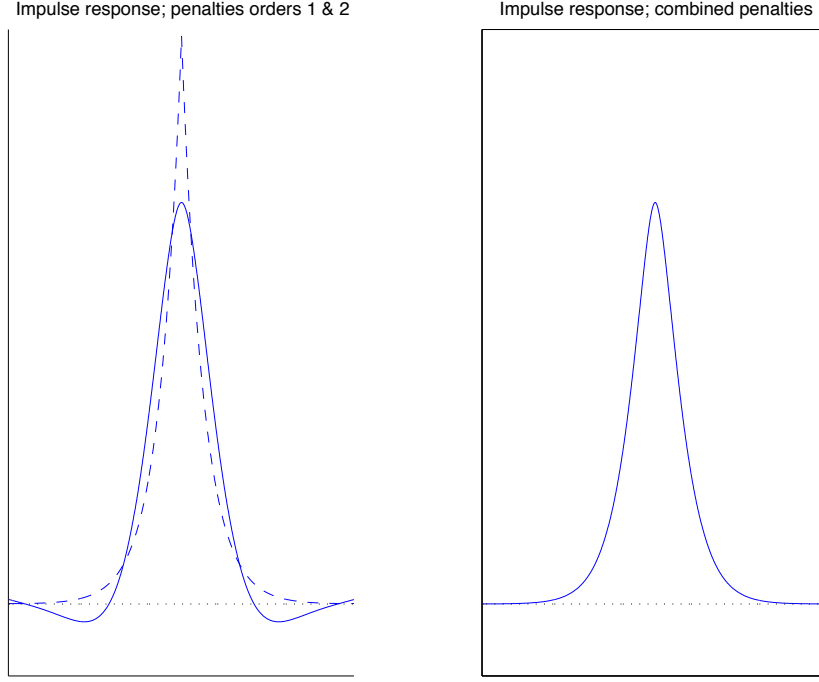 Impulse response; penalties orders 1 & 2
Impulse response; combined penalties